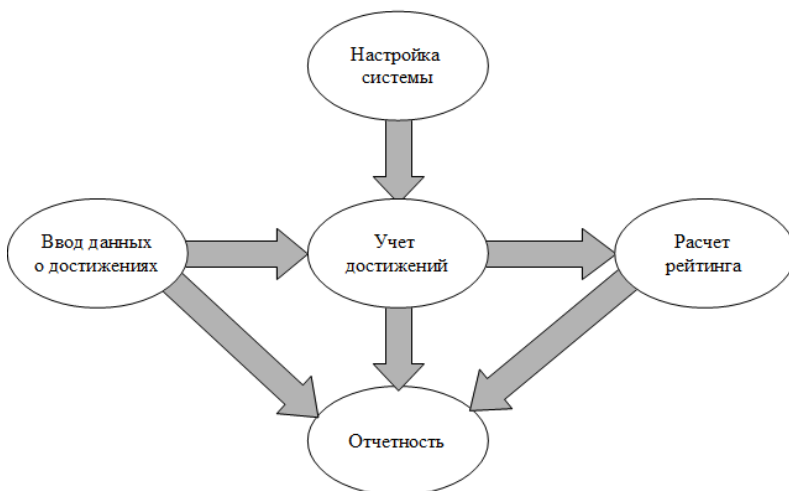 Настройка
системы
Ввод данных
о достижениях
Учет
достижений
Расчет
рейтинга
Отчетность